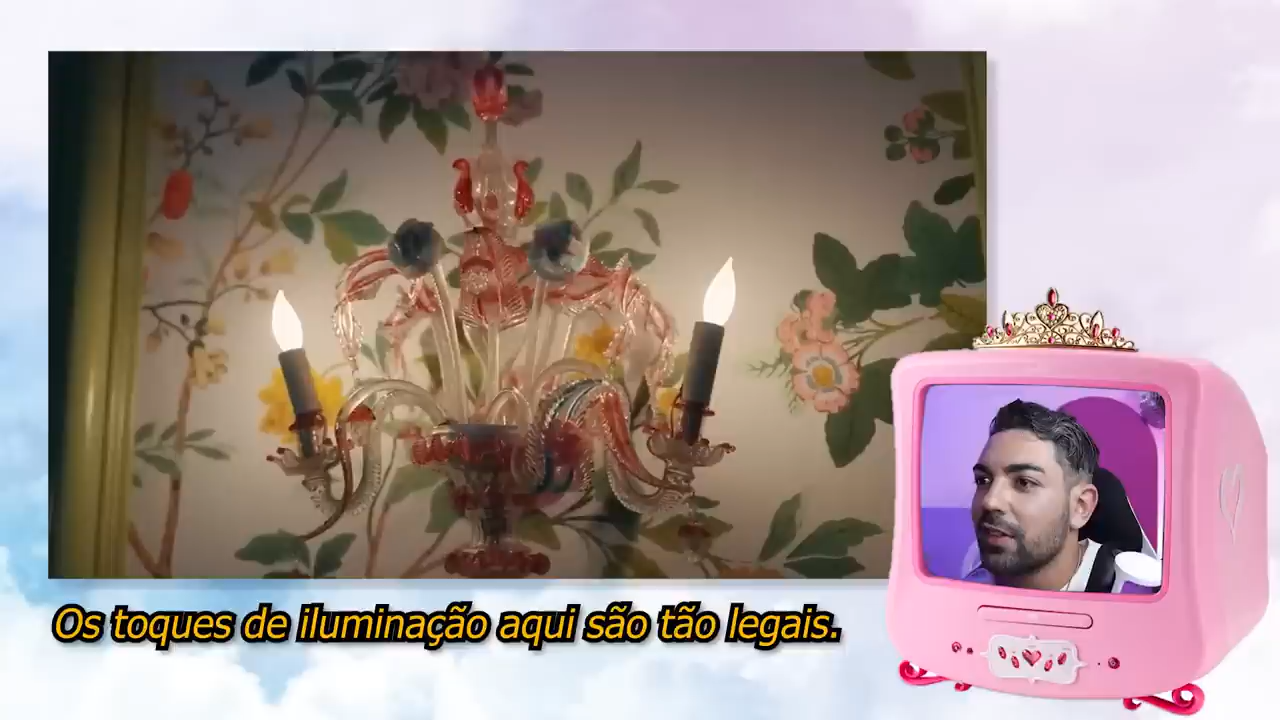 Os toques de iluminação aqui são tão legais.